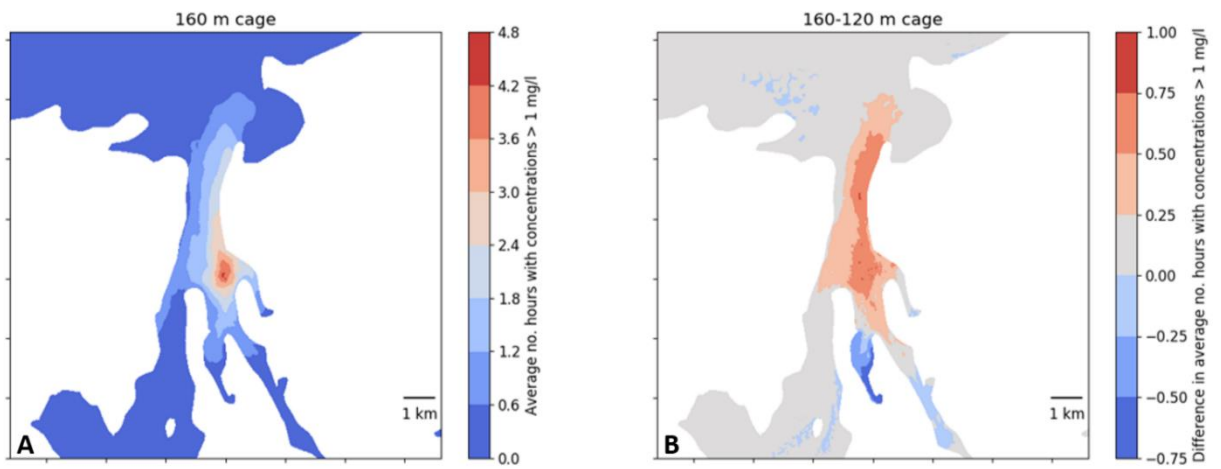 160 m cage
4.8
4.2
3.6
3.0
2.4
1.8
1.2
0.6
0.0
Average no. hours with concentrations > 1 mg/l
1 km
A
160-120 m cage
1.00
0.75
0.50
0.25
0.00
−0.25
−0.50
−0.75
Difference in average no. hours with concentrations > 1 mg/l
1 km
B